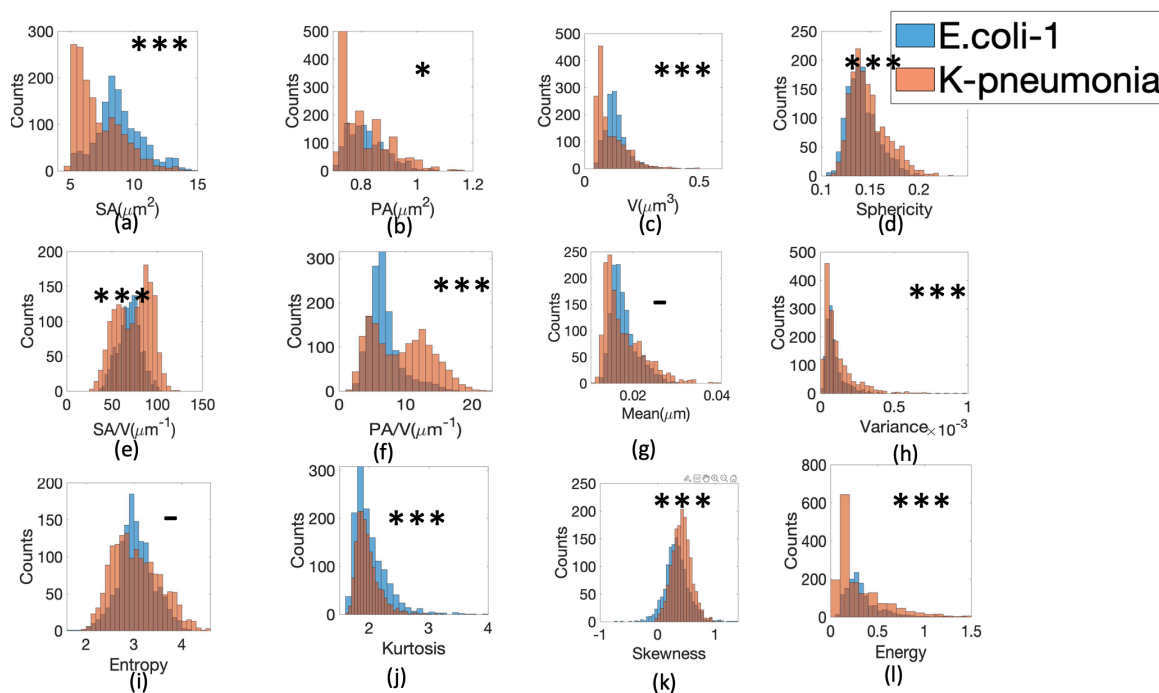 E.coli-1
K-pneumonia
300
200
100
0
Counts
5
10
15
SA(μm²)
(a)
∗∗∗
500
400
300
200
100
0
Counts
0.8
1
1.2
PA(μm²)
(b)
∗
500
400
300
200
100
0
Counts
0
0.5
V(μm³)
(c)
∗∗∗
250
200
150
100
50
0
Counts
0.1
0.15
0.2
Sphericity
(d)
∗∗∗
200
150
100
50
0
Counts
0
50
100
150
SA/V(μm⁻¹)
(e)
∗∗∗
300
200
100
0
Counts
0
10
20
PA/V(μm⁻¹)
(f)
∗∗∗
250
200
150
100
50
0
Counts
0.02
0.04
Mean(μm)
(g)
–
500
400
300
200
100
0
Counts
0
0.5
1
Variance ×10⁻³
(h)
∗∗∗
200
150
100
50
0
Counts
2
3
4
Entropy
(i)
–
300
200
100
0
Counts
2
3
4
Kurtosis
(j)
∗∗∗
250
200
150
100
50
0
Counts
-1
0
1
Skewness
(k)
∗∗∗
800
600
400
200
0
Counts
0
0.5
1
1.5
Energy
(l)
∗∗∗